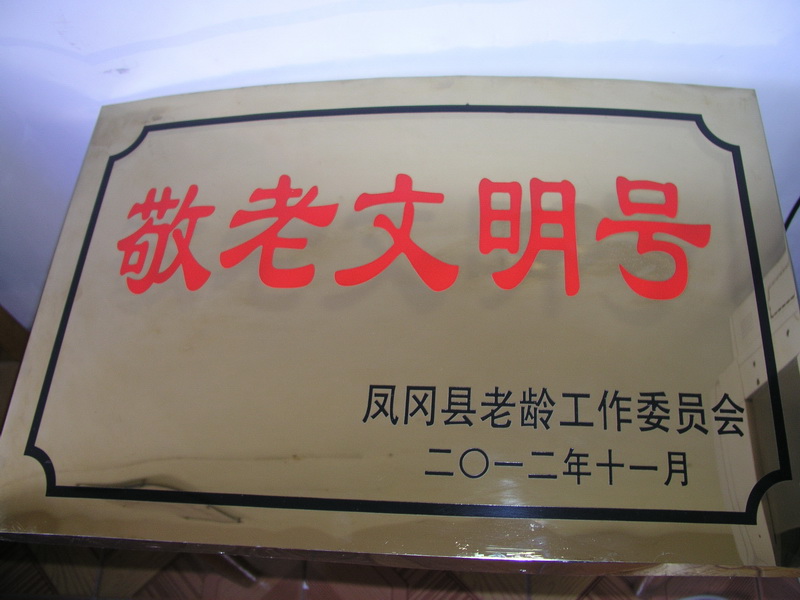 敬老文明号
凤冈县老龄工作委员会
二〇一二年十一月